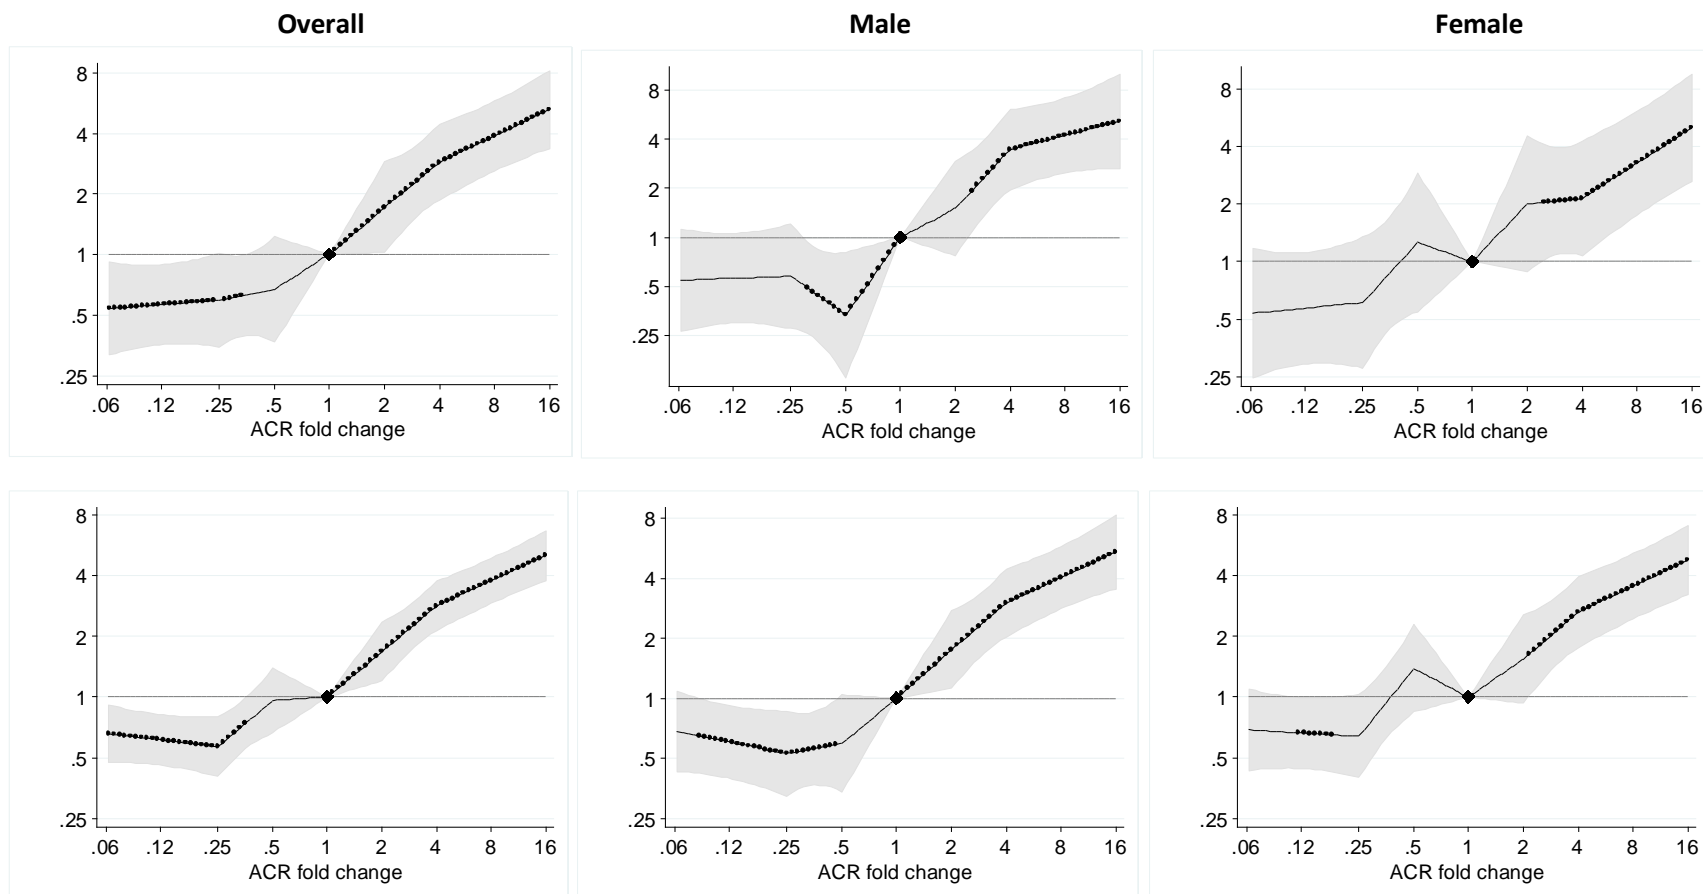 Overall Male Female
8 8 8
4 4 4
2 2 2
1 1 1
.5 .5 .5
.25 .25 .25
.06 .12 .25 .5 1 2 4 8 16 .06 .12 .25 .5 1 2 4 8 16 .06 .12 .25 .5 1 2 4 8 16
ACR fold change ACR fold change ACR fold change
8 8 8
4 4 4
2 2 2
1 1 1
.5 .5 .5
.25 .25 .25
.06 .12 .25 .5 1 2 4 8 16 .06 .12 .25 .5 1 2 4 8 16 .06 .12 .25 .5 1 2 4 8 16
ACR fold change ACR fold change ACR fold change